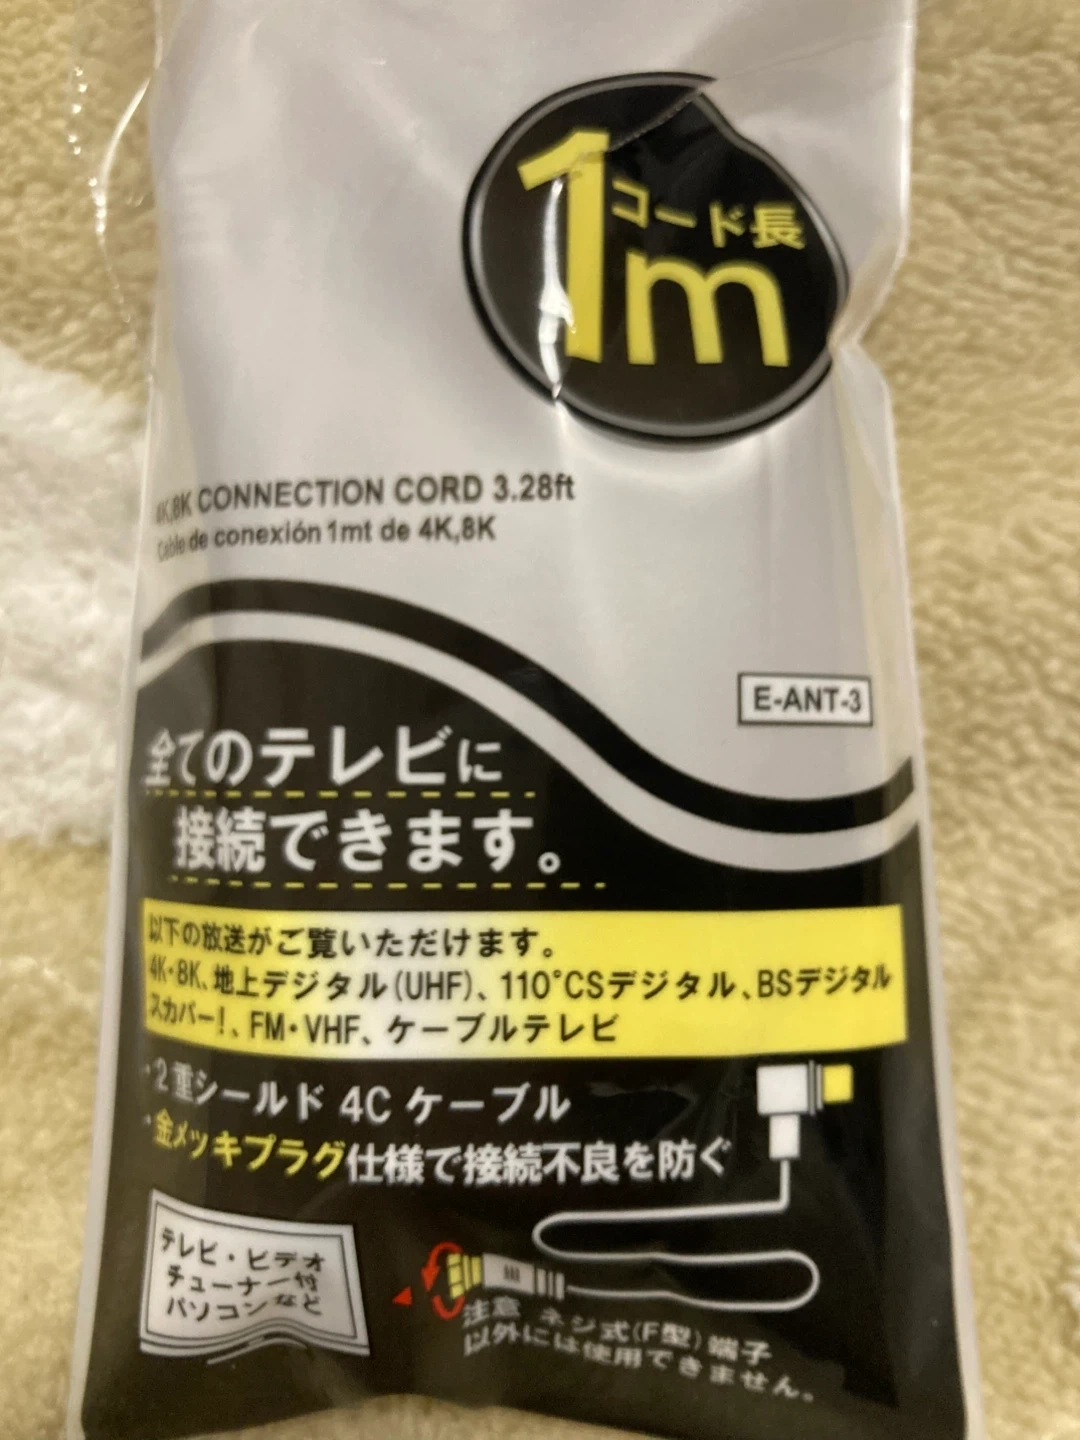 コード長
1m
4K,8K CONNECTION CORD 3.28ft
Cable de conexión 1mt de 4K,8K
E-ANT-3
全てのテレビに
接続できます。
以下の放送がご覧いただけます。
4K・8K、地上デジタル(UHF)、110°CSデジタル、BSデジタル
スカパー!、FM・VHF、ケーブルテレビ
・2重シールド 4C ケーブル
・金メッキプラグ仕様で接続不良を防ぐ
テレビ・ビデオ
チューナー付
パソコンなど
注意 ネジ式(F型)端子
以外には使用できません。